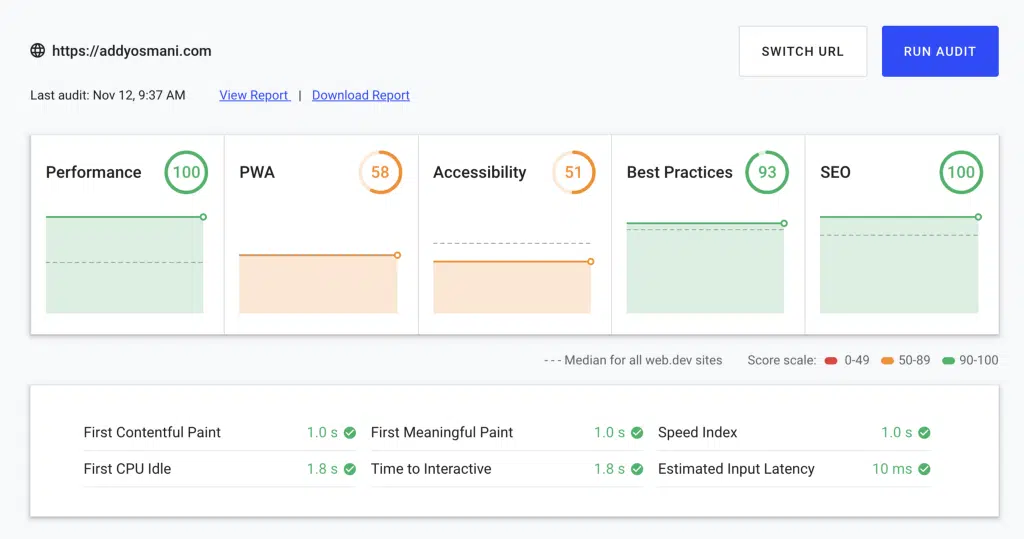 https://addyosmani.com
SWITCH URL
RUN AUDIT
Last audit: Nov 12, 9:37 AM View Report | Download Report
Performance 100
PWA 58
Accessibility 51
Best Practices 93
SEO 100
--- Median for all web.dev sites Score scale: 0-49 50-89 90-100
First Contentful Paint 1.0 s First Meaningful Paint 1.0 s Speed Index 1.0 s
First CPU Idle 1.8 s Time to Interactive 1.8 s Estimated Input Latency 10 ms